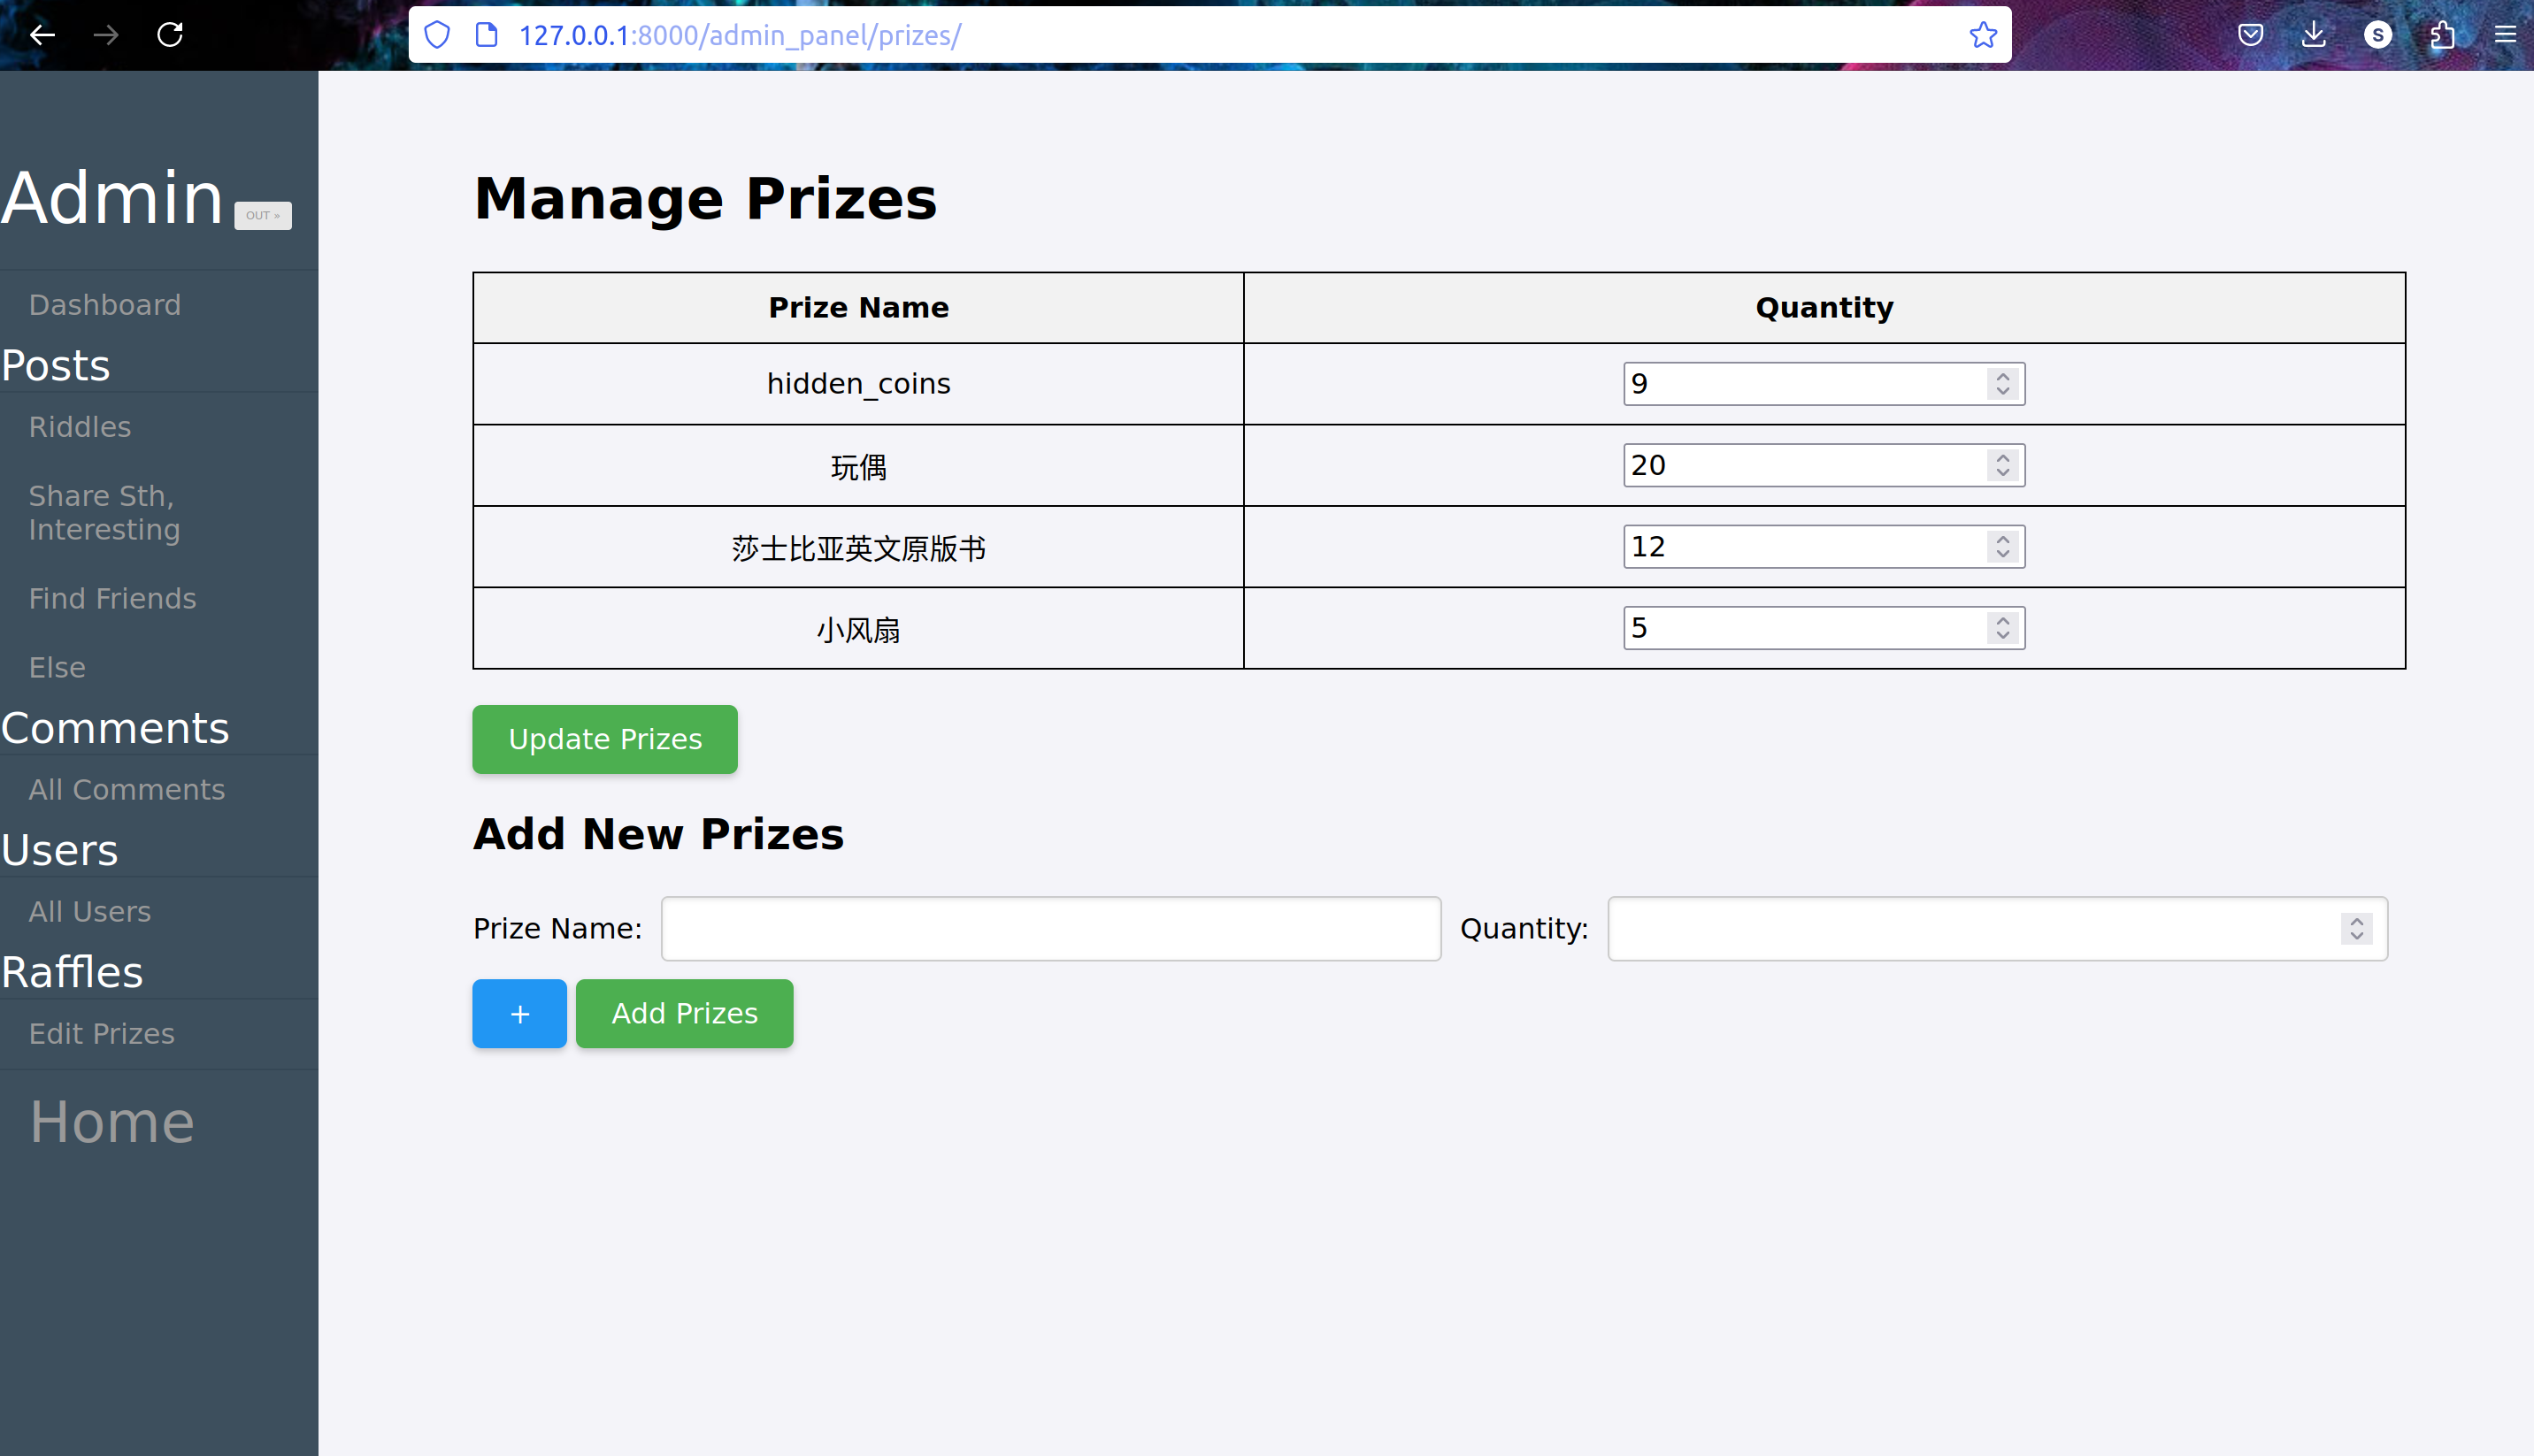 127.0.0.1:8000/admin_panel/prizes/
S
Admin OUT »
Dashboard
Posts
Riddles
Share Sth,
Interesting
Find Friends
Else
Comments
All Comments
Users
All Users
Raffles
Edit Prizes
Home
Manage Prizes
Prize Name Quantity
hidden_coins 9
玩偶 20
莎士比亚英文原版书 12
小风扇 5
Update Prizes
Add New Prizes
Prize Name: Quantity:
+ Add Prizes